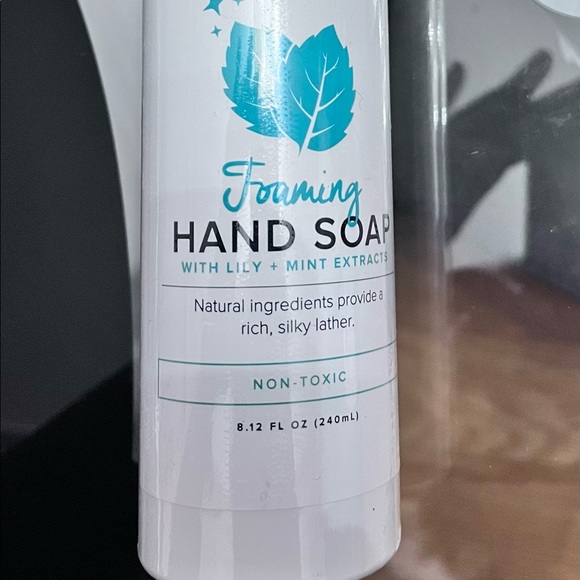 Foaming
HAND SOAP
WITH LILY + MINT EXTRACTS
Natural ingredients provide a
rich, silky lather.
NON-TOXIC
8.12 FL OZ (240mL)